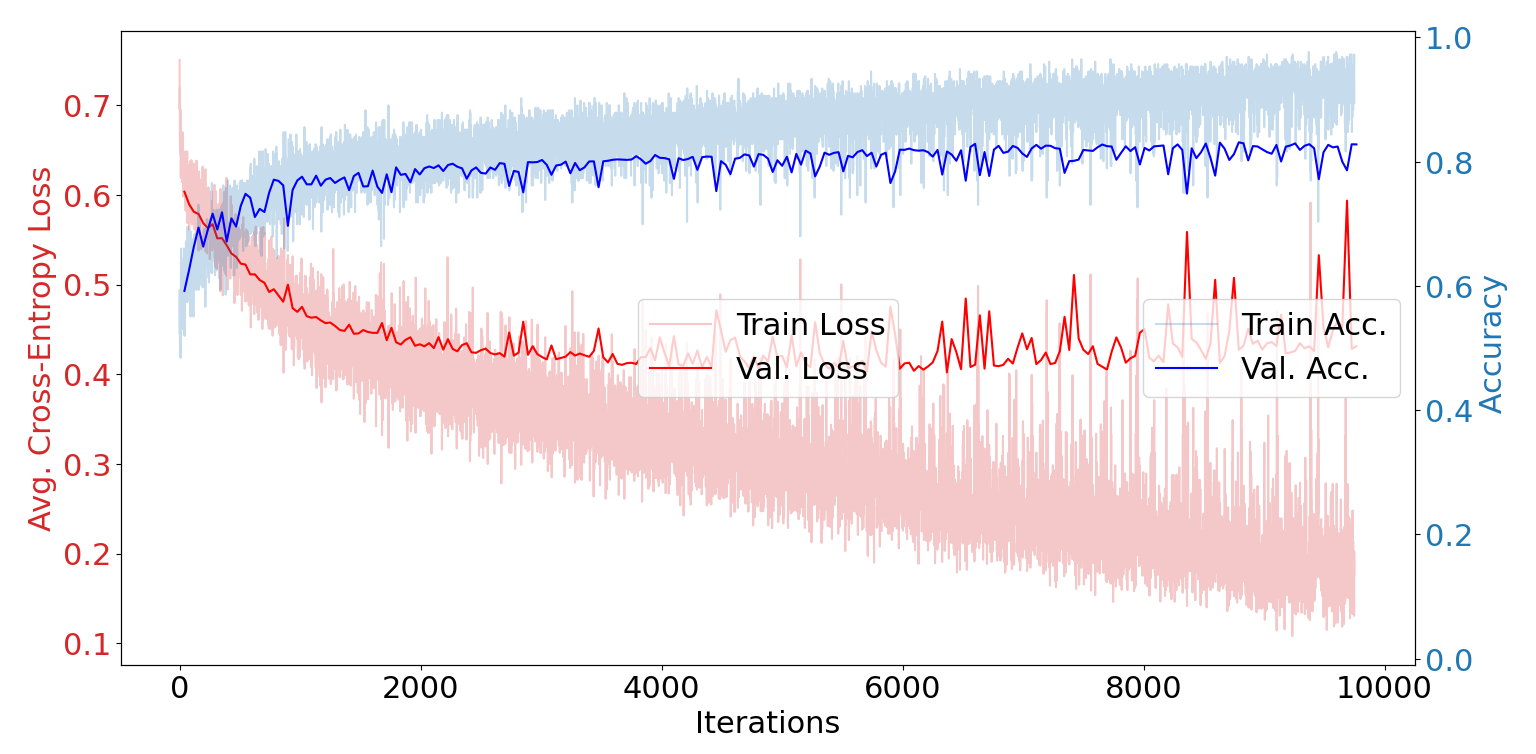 Avg. Cross-Entropy Loss
0.7
0.6
0.5
0.4
0.3
0.2
0.1
Train Loss
Val. Loss
Train Acc.
Val. Acc.
1.0
0.8
0.6
0.4
0.2
0.0
Accuracy
0 2000 4000 6000 8000 10000
Iterations